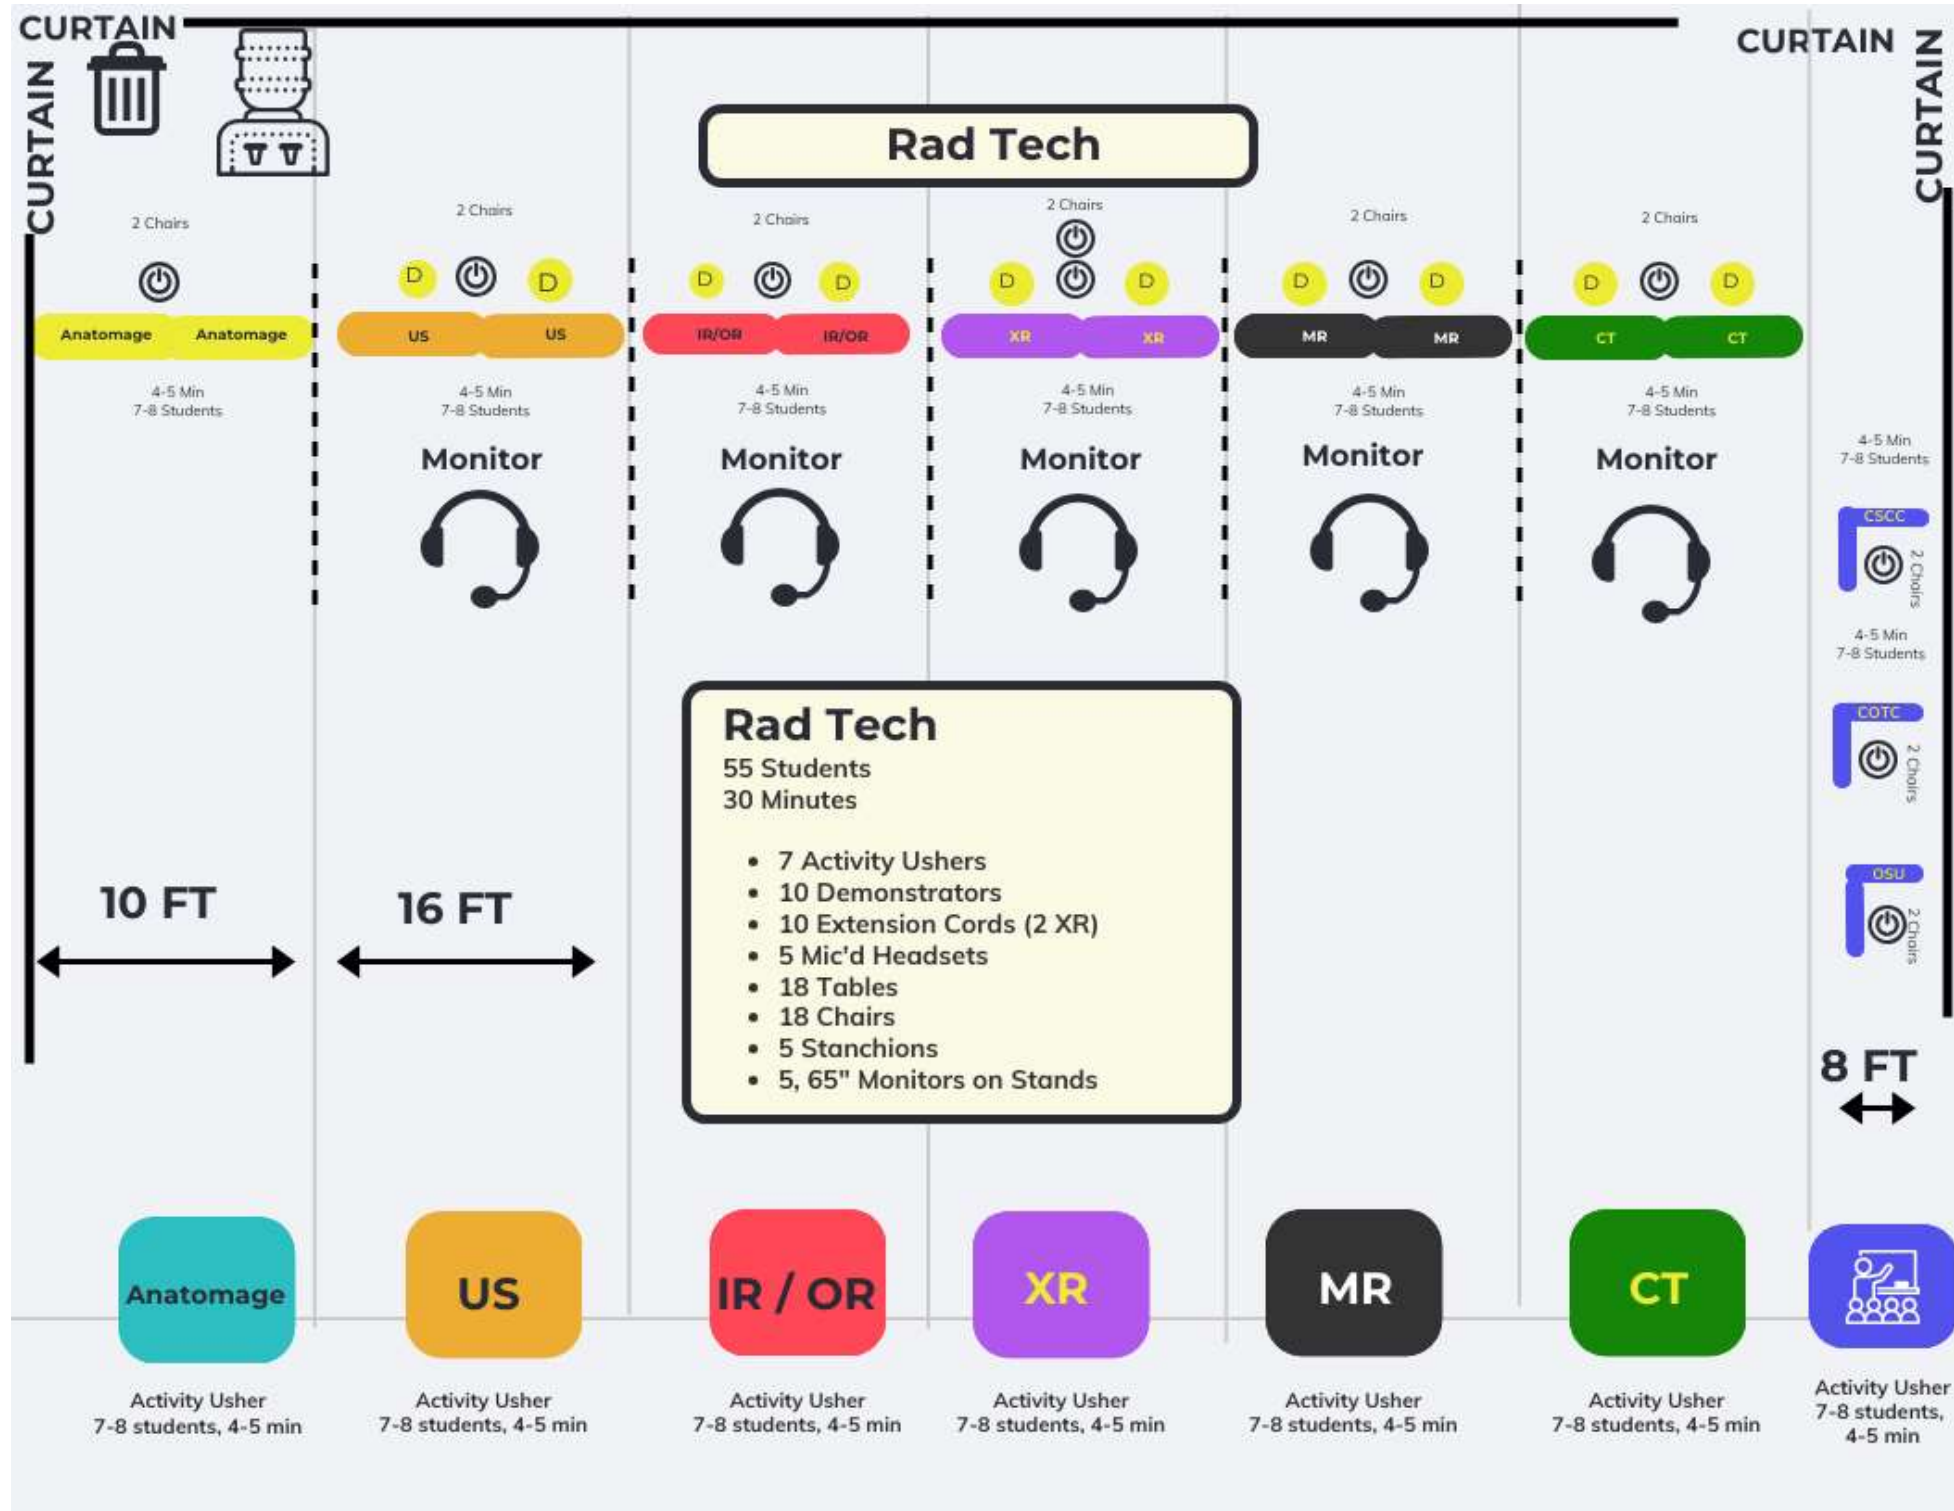 CURTAIN
CURTAIN
CURTAIN
CURTAIN
Rad Tech
2 Chairs
2 Chairs
2 Chairs
2 Chairs
2 Chairs
2 Chairs
D
D
D
D
D
D
D
D
D
D
Anatomage
Anatomage
US
US
IR/OR
IR/OR
XR
XR
MR
MR
CT
CT
4-5 Min
7-8 Students
4-5 Min
7-8 Students
4-5 Min
7-8 Students
4-5 Min
7-8 Students
4-5 Min
7-8 Students
4-5 Min
7-8 Students
Monitor
Monitor
Monitor
Monitor
Monitor
4-5 Min
7-8 Students
CSCC
2 Chairs
4-5 Min
7-8 Students
COTC
2 Chairs
OSU
2 Chairs
Rad Tech
55 Students
30 Minutes
• 7 Activity Ushers
• 10 Demonstrators
• 10 Extension Cords (2 XR)
• 5 Mic'd Headsets
• 18 Tables
• 18 Chairs
• 5 Stanchions
• 5, 65" Monitors on Stands
10 FT
16 FT
8 FT
Anatomage
US
IR / OR
XR
MR
CT
Activity Usher
7-8 students, 4-5 min
Activity Usher
7-8 students, 4-5 min
Activity Usher
7-8 students, 4-5 min
Activity Usher
7-8 students, 4-5 min
Activity Usher
7-8 students, 4-5 min
Activity Usher
7-8 students, 4-5 min
Activity Usher
7-8 students,
4-5 min